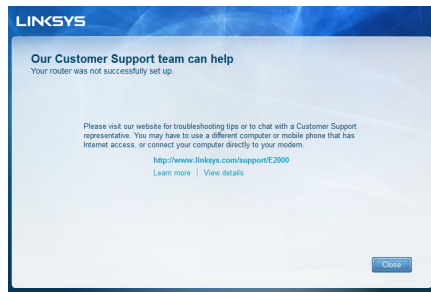 LINKSYS
Our Customer Support team can help
Your router was not successfully set up.
Please visit our website for troubleshooting tips or to chat with a Customer Support
representative. You may have to use a different computer or mobile phone that has
Internet access, or connect your computer directly to your modem.
http://www.linksys.com/support/E2000
Learn more | View details
Close